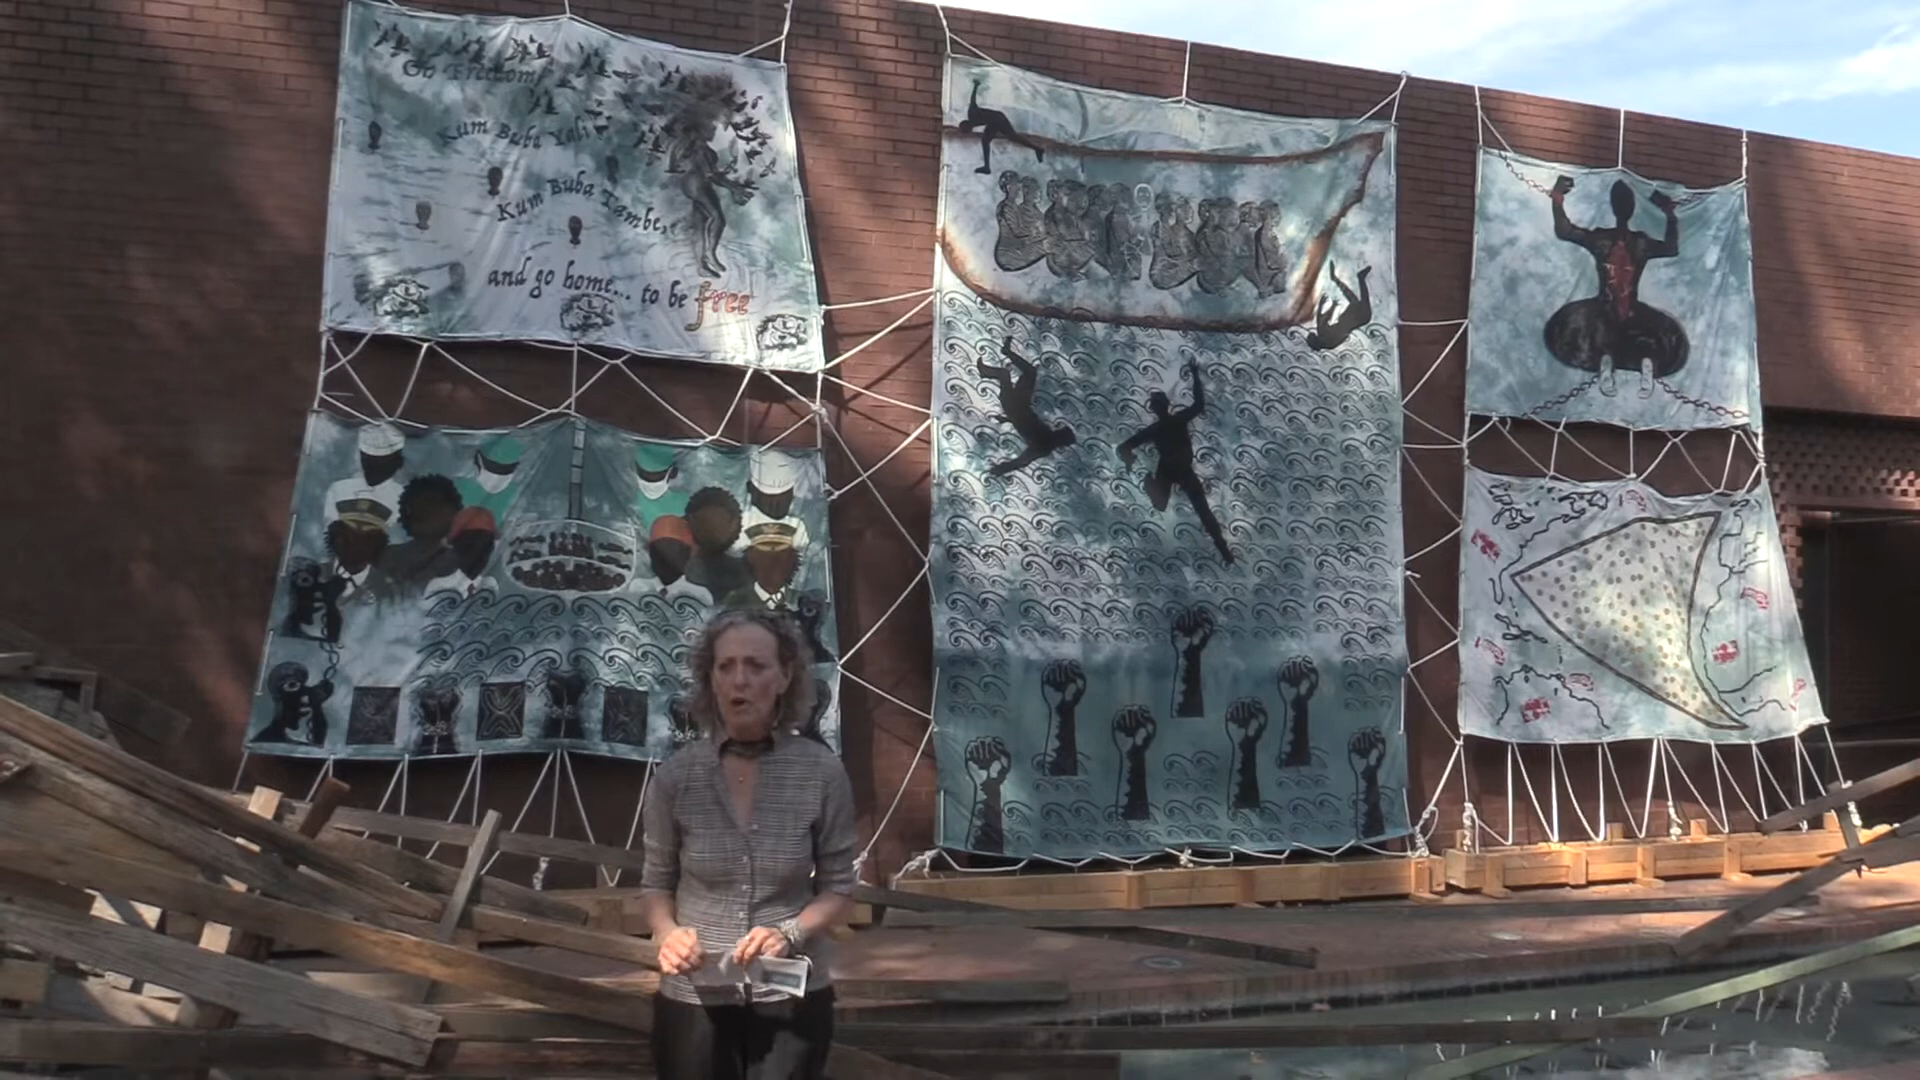 Oh Freedom,
Kum Buba Yali
Kum Buba Tambe,
and go home... to be free